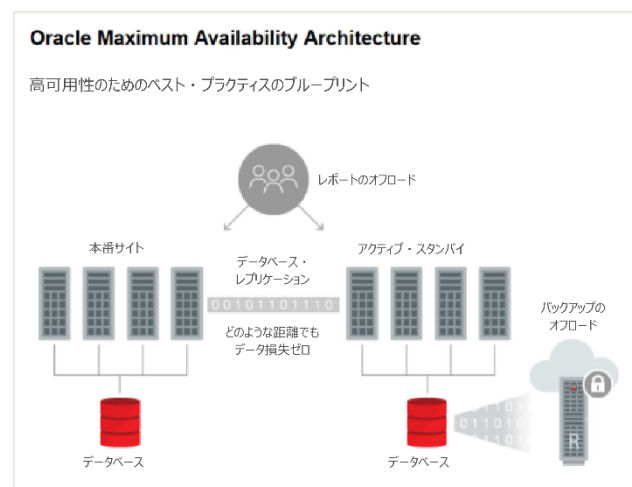 Oracle Maximum Availability Architecture
高可用性のためのベスト・プラクティスのブループリント
レポートのオフロード
本番サイト
データベース・
レプリケーション
00101101110
どのような距離でも
データ損失ゼロ
アクティブ・スタンバイ
バックアップの
オフロード
データベース
データベース
11010
110101
11010
R